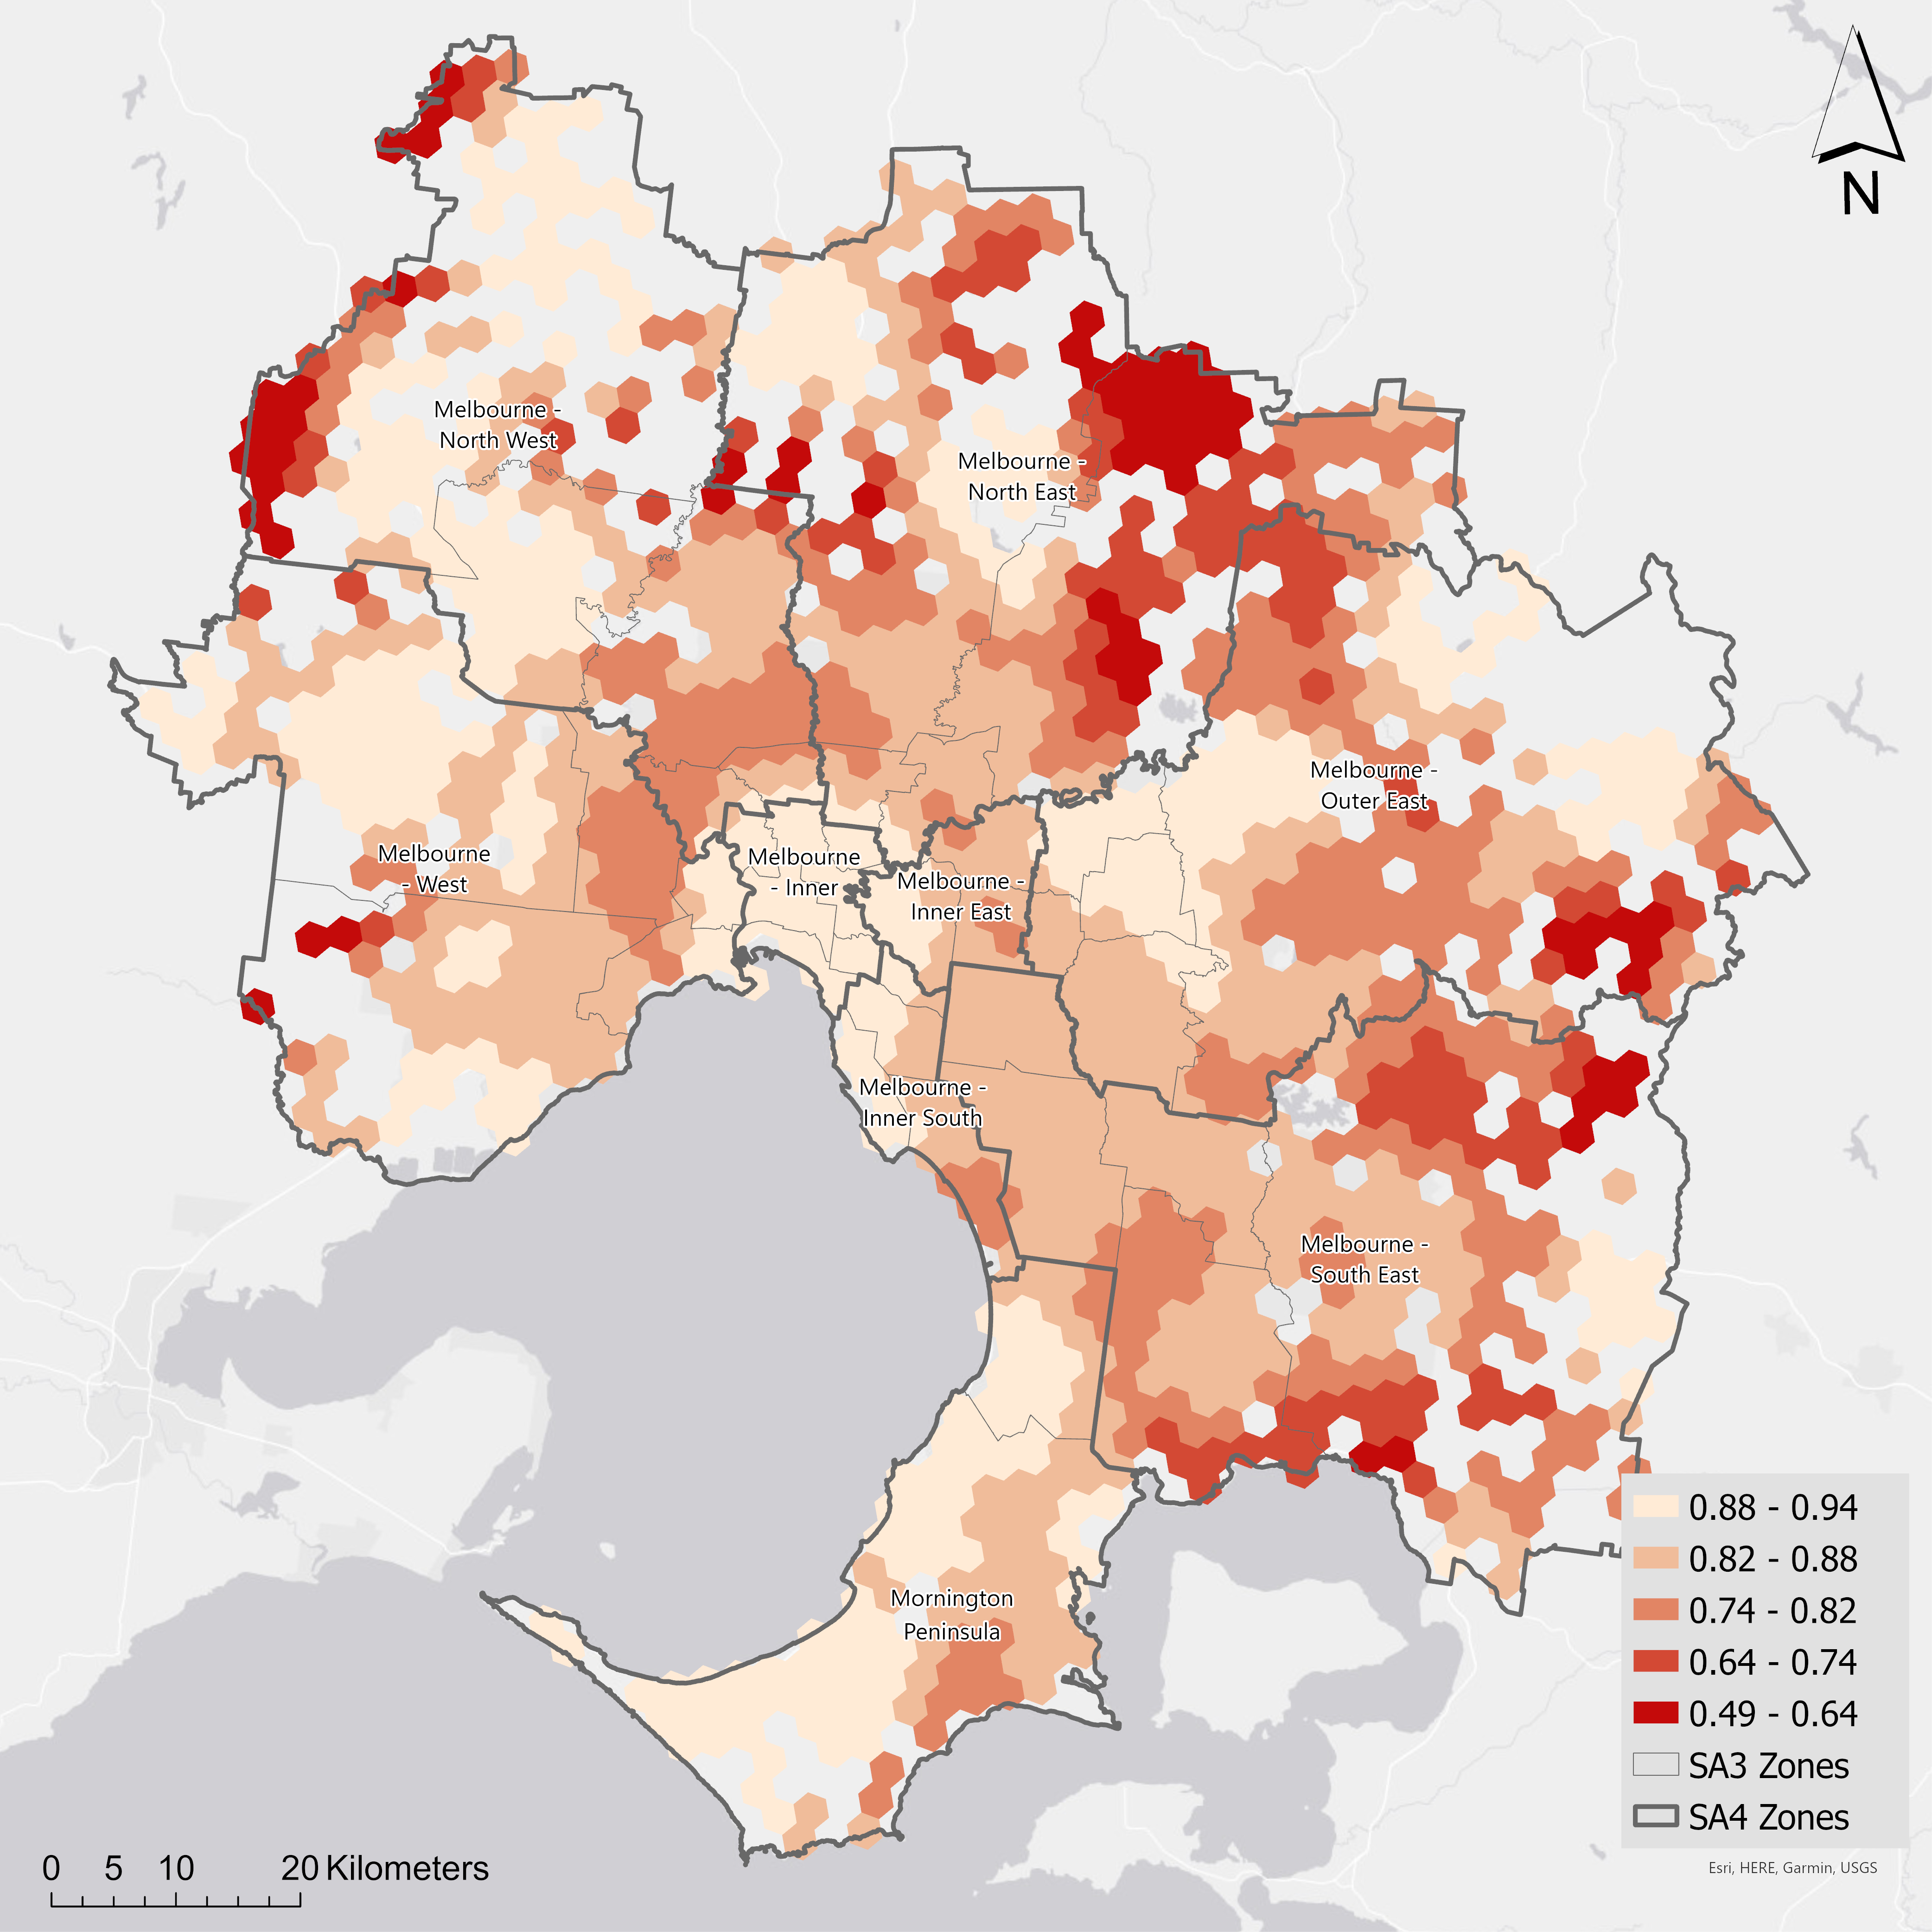 N
Melbourne -
North West
Melbourne -
North East
Melbourne -
Outer East
Melbourne
- West
Melbourne
- Inner
Melbourne -
Inner East
Melbourne -
Inner South
Melbourne -
South East
Mornington
Peninsula
0.88 - 0.94
0.82 - 0.88
0.74 - 0.82
0.64 - 0.74
0.49 - 0.64
SA3 Zones
SA4 Zones
0 5 10 20 Kilometers
Esri, HERE, Garmin, USGS